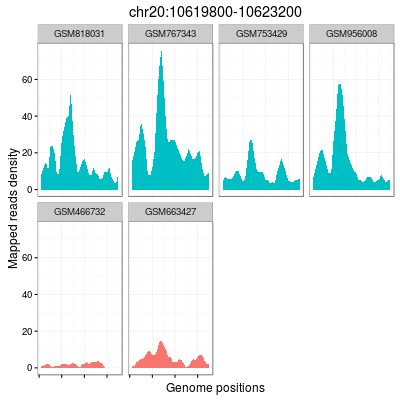 chr20:10619800-10623200
GSM818031 GSM767343 GSM753429 GSM956008
60
40
20
0
Mapped reads density
GSM466732 GSM663427
60
40
20
0
Genome positions